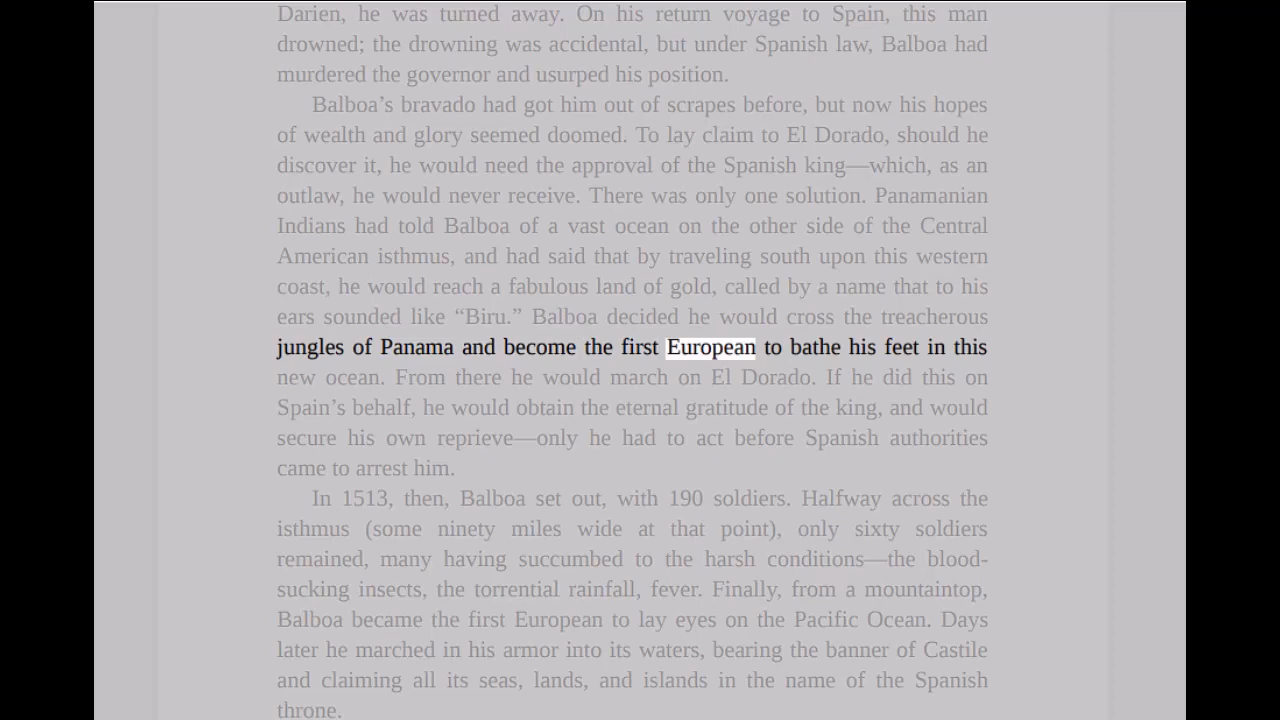 Darien, he was turned away. On his return voyage to Spain, this man
drowned; the drowning was accidental, but under Spanish law, Balboa had
murdered the governor and usurped his position.
Balboa’s bravado had got him out of scrapes before, but now his hopes
of wealth and glory seemed doomed. To lay claim to El Dorado, should he
discover it, he would need the approval of the Spanish king—which, as an
outlaw, he would never receive. There was only one solution. Panamanian
Indians had told Balboa of a vast ocean on the other side of the Central
American isthmus, and had said that by traveling south upon this western
coast, he would reach a fabulous land of gold, called by a name that to his
ears sounded like “Biru.” Balboa decided he would cross the treacherous
jungles of Panama and become the first European to bathe his feet in this
new ocean. From there he would march on El Dorado. If he did this on
Spain’s behalf, he would obtain the eternal gratitude of the king, and would
secure his own reprieve—only he had to act before Spanish authorities
came to arrest him.
In 1513, then, Balboa set out, with 190 soldiers. Halfway across the
isthmus (some ninety miles wide at that point), only sixty soldiers
remained, many having succumbed to the harsh conditions—the blood-
sucking insects, the torrential rainfall, fever. Finally, from a mountaintop,
Balboa became the first European to lay eyes on the Pacific Ocean. Days
later he marched in his armor into its waters, bearing the banner of Castile
and claiming all its seas, lands, and islands in the name of the Spanish
throne.